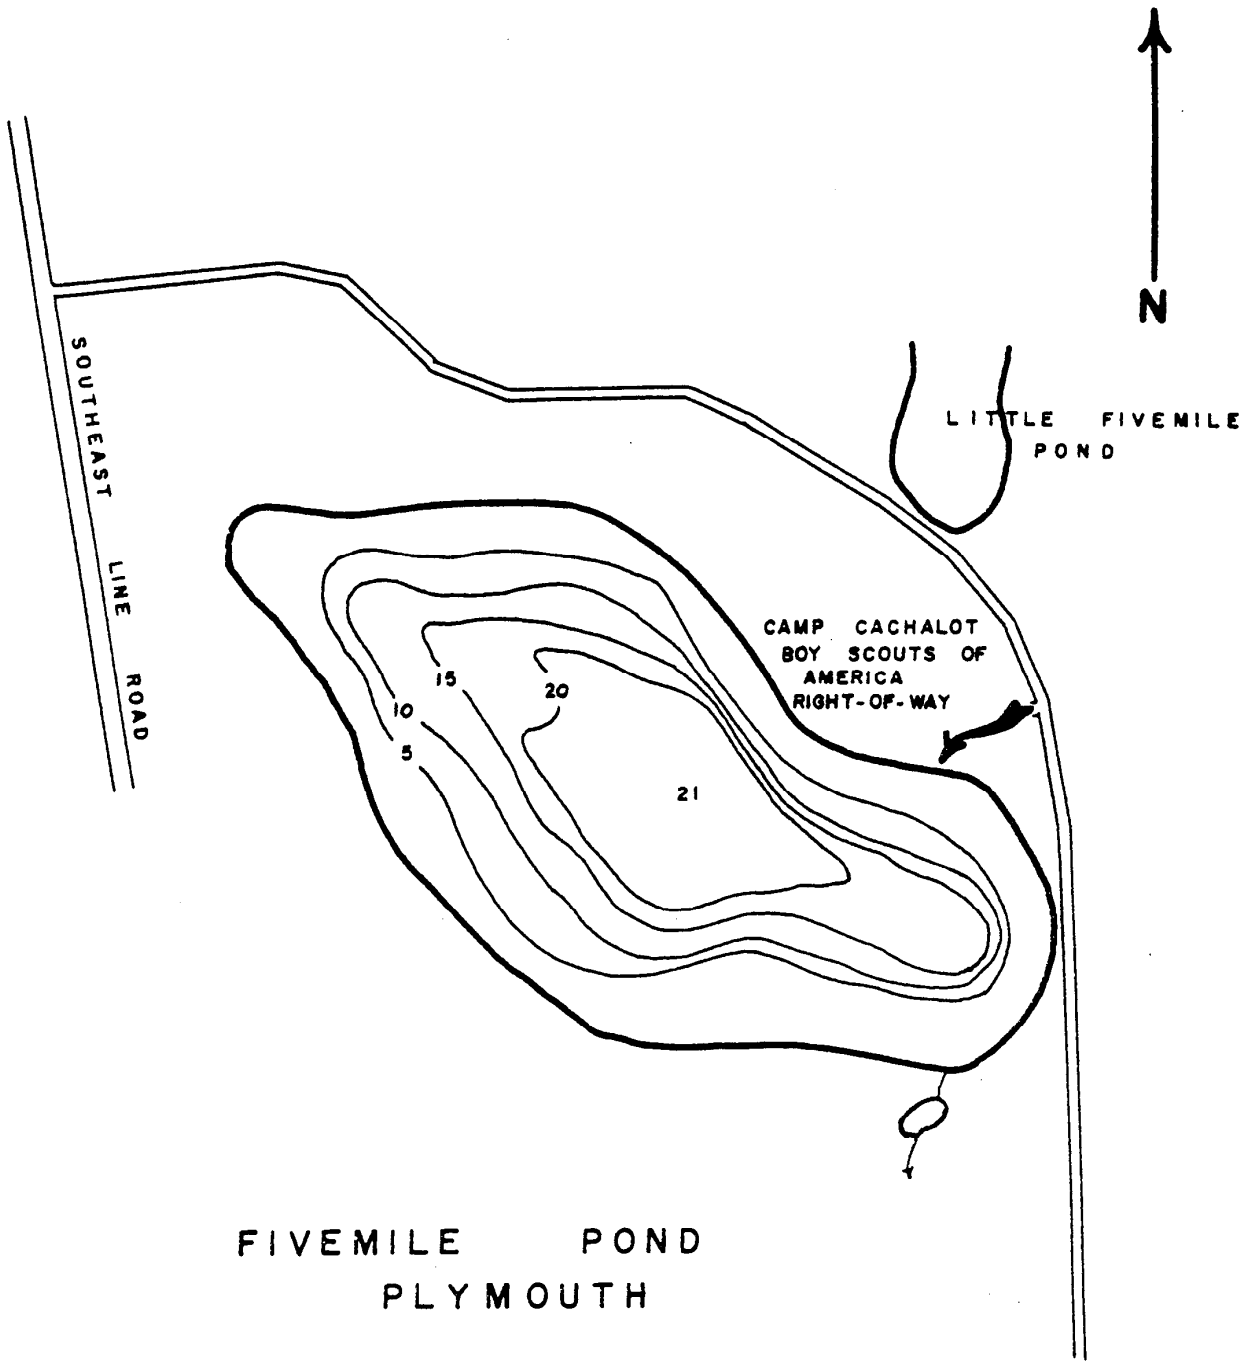 N
SOUTHEAST LINE ROAD
LITTLE FIVEMILE
POND
CAMP CACHALOT
BOY SCOUTS OF
AMERICA
RIGHT-OF-WAY
15
20
10
5
21
FIVEMILE POND
PLYMOUTH